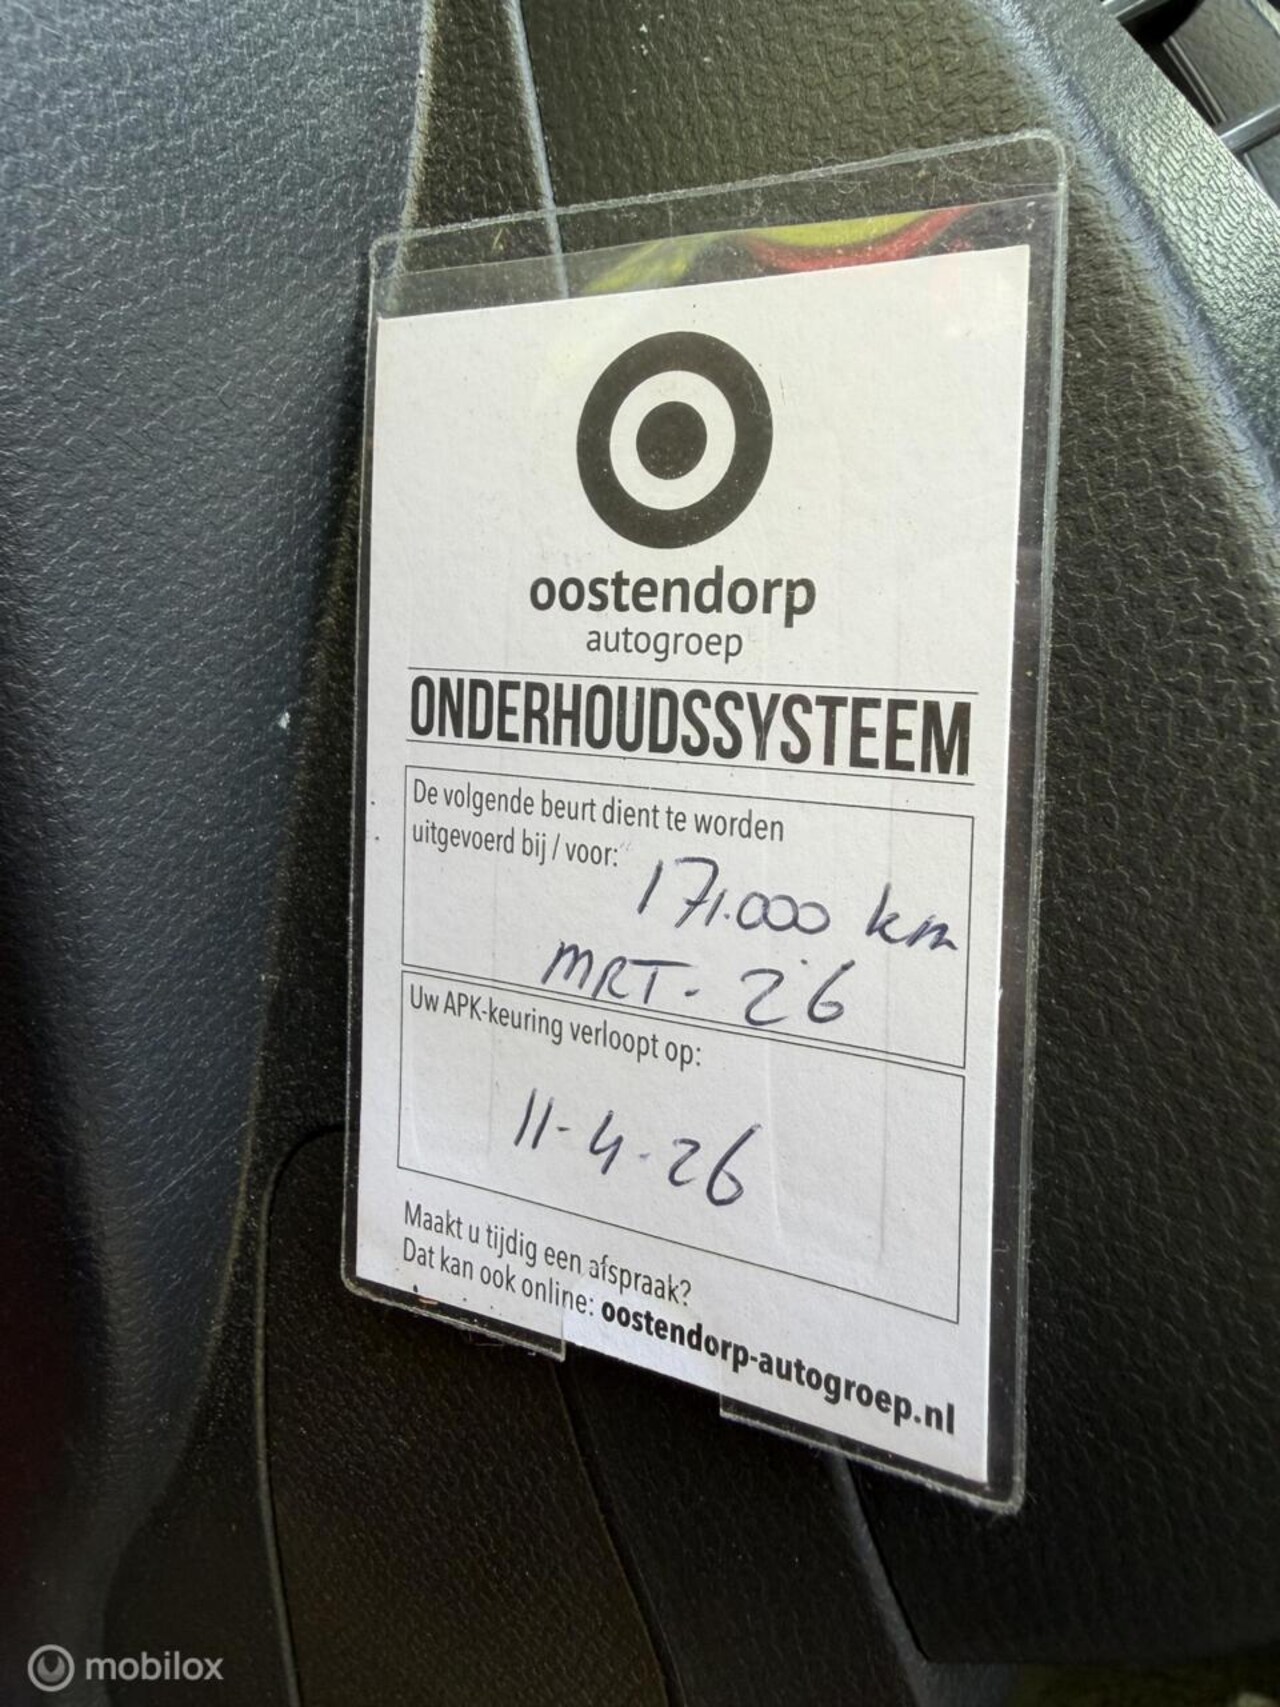 oostendorp
autogroep
ONDERHOUDSSYSTEEM
De volgende beurt dient te worden
uitgevoerd bij / voor:
171.000 km
MRT. 26
Uw APK-keuring verloopt op:
11-4-26
Maakt u tijdig een afspraak?
Dat kan ook online: oostendorp-autogroep.nl
mobilox